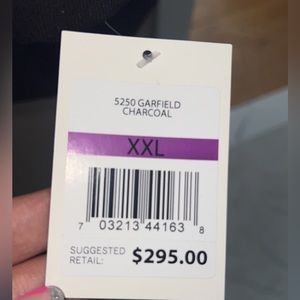 5250 GARFIELD
CHARCOAL
XXL
7 03213 44163 8
SUGGESTED
RETAIL: $295.00